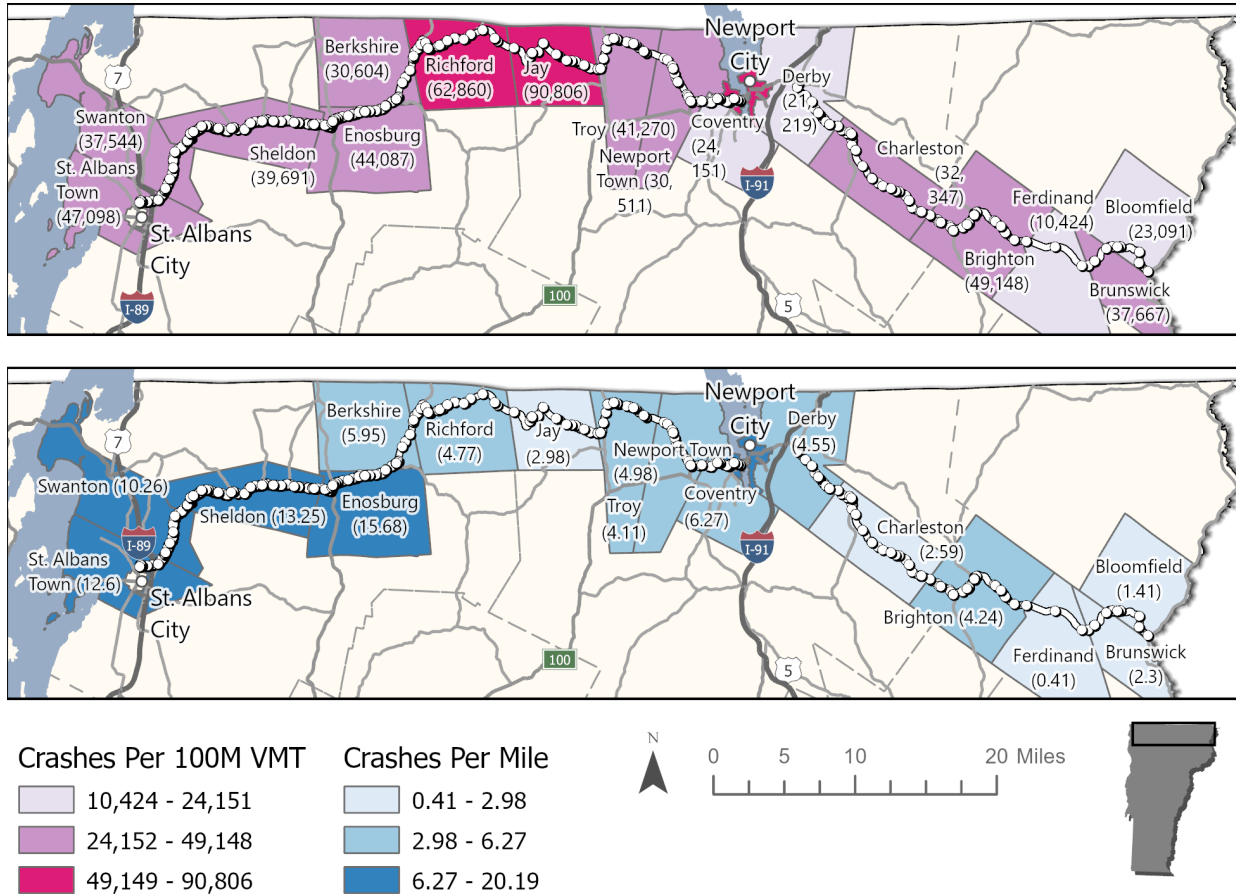 Newport
City
Berkshire
(30,604)
Richford
(62,860)
Jay
(90,806)
Derby
(21,
219)
7
Swanton
(37,544)
Enosburg
(44,087)
Troy (41,270)
Coventry
(24,
151)
Newport
Town (30,
511)
St. Albans
Town
(47,098)
Sheldon
(39,691)
Charleston
(32,
347)
I-91
Ferdinand
(10,424)
Bloomfield
(23,091)
St. Albans
City
Brighton
(49,148)
Brunswick
(37,667)
I-89
100
5
Newport
City
Berkshire
(5.95)
Richford
(4.77)
Jay
(2.98)
Derby
(4.55)
7
Newport Town
(4.98)
Swanton (10.26)
Enosburg
(15.68)
Sheldon (13.25)
Troy
(4.11)
Coventry
(6.27)
I-89
I-91
Charleston
(2.59)
St. Albans
Town (12.6)
St. Albans
City
Bloomfield
(1.41)
Brighton (4.24)
Ferdinand
(0.41)
Brunswick
(2.3)
100
5
Crashes Per 100M VMT
10,424 - 24,151
24,152 - 49,148
49,149 - 90,806
Crashes Per Mile
0.41 - 2.98
2.98 - 6.27
6.27 - 20.19
N
0 5 10 20 Miles